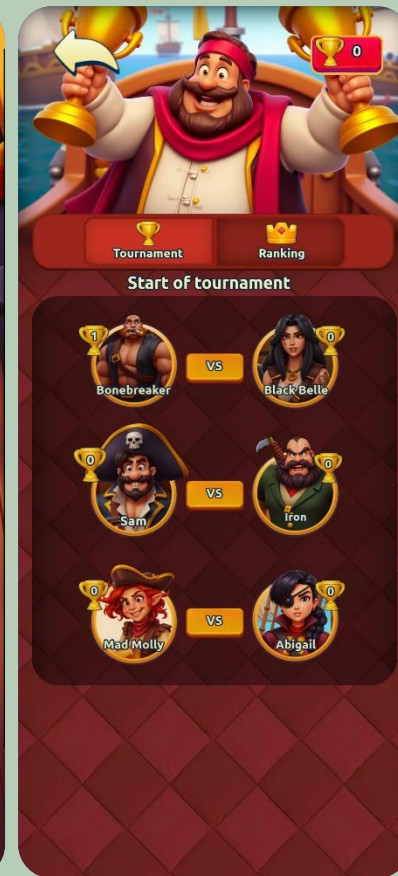 0
Tournament
Ranking
Start of tournament
1
0
VS
Bonebreaker
Black Belle
0
0
VS
Sam
Iron
0
0
VS
Mad Molly
Abigail